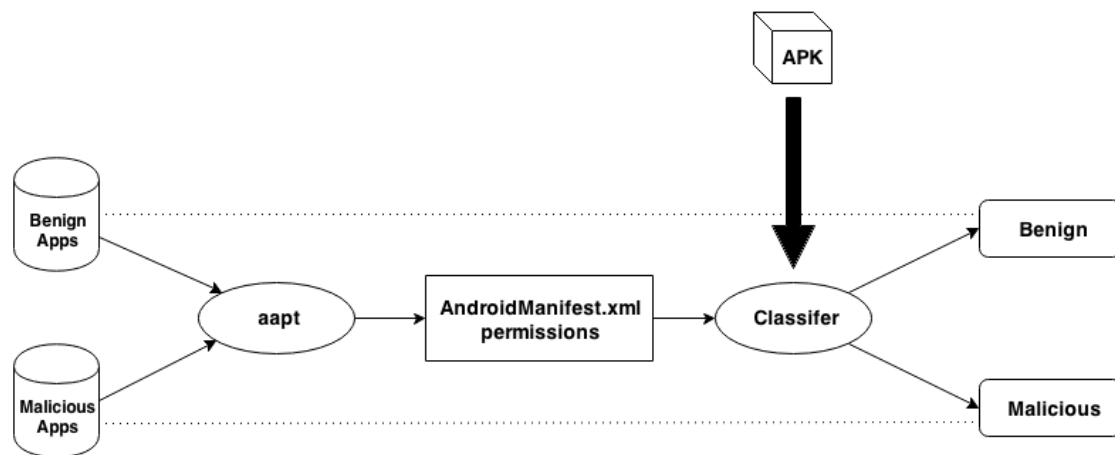 APK
Benign
Apps
Benign
aapt
AndroidManifest.xml
permissions
Classifer
Malicious
Apps
Malicious